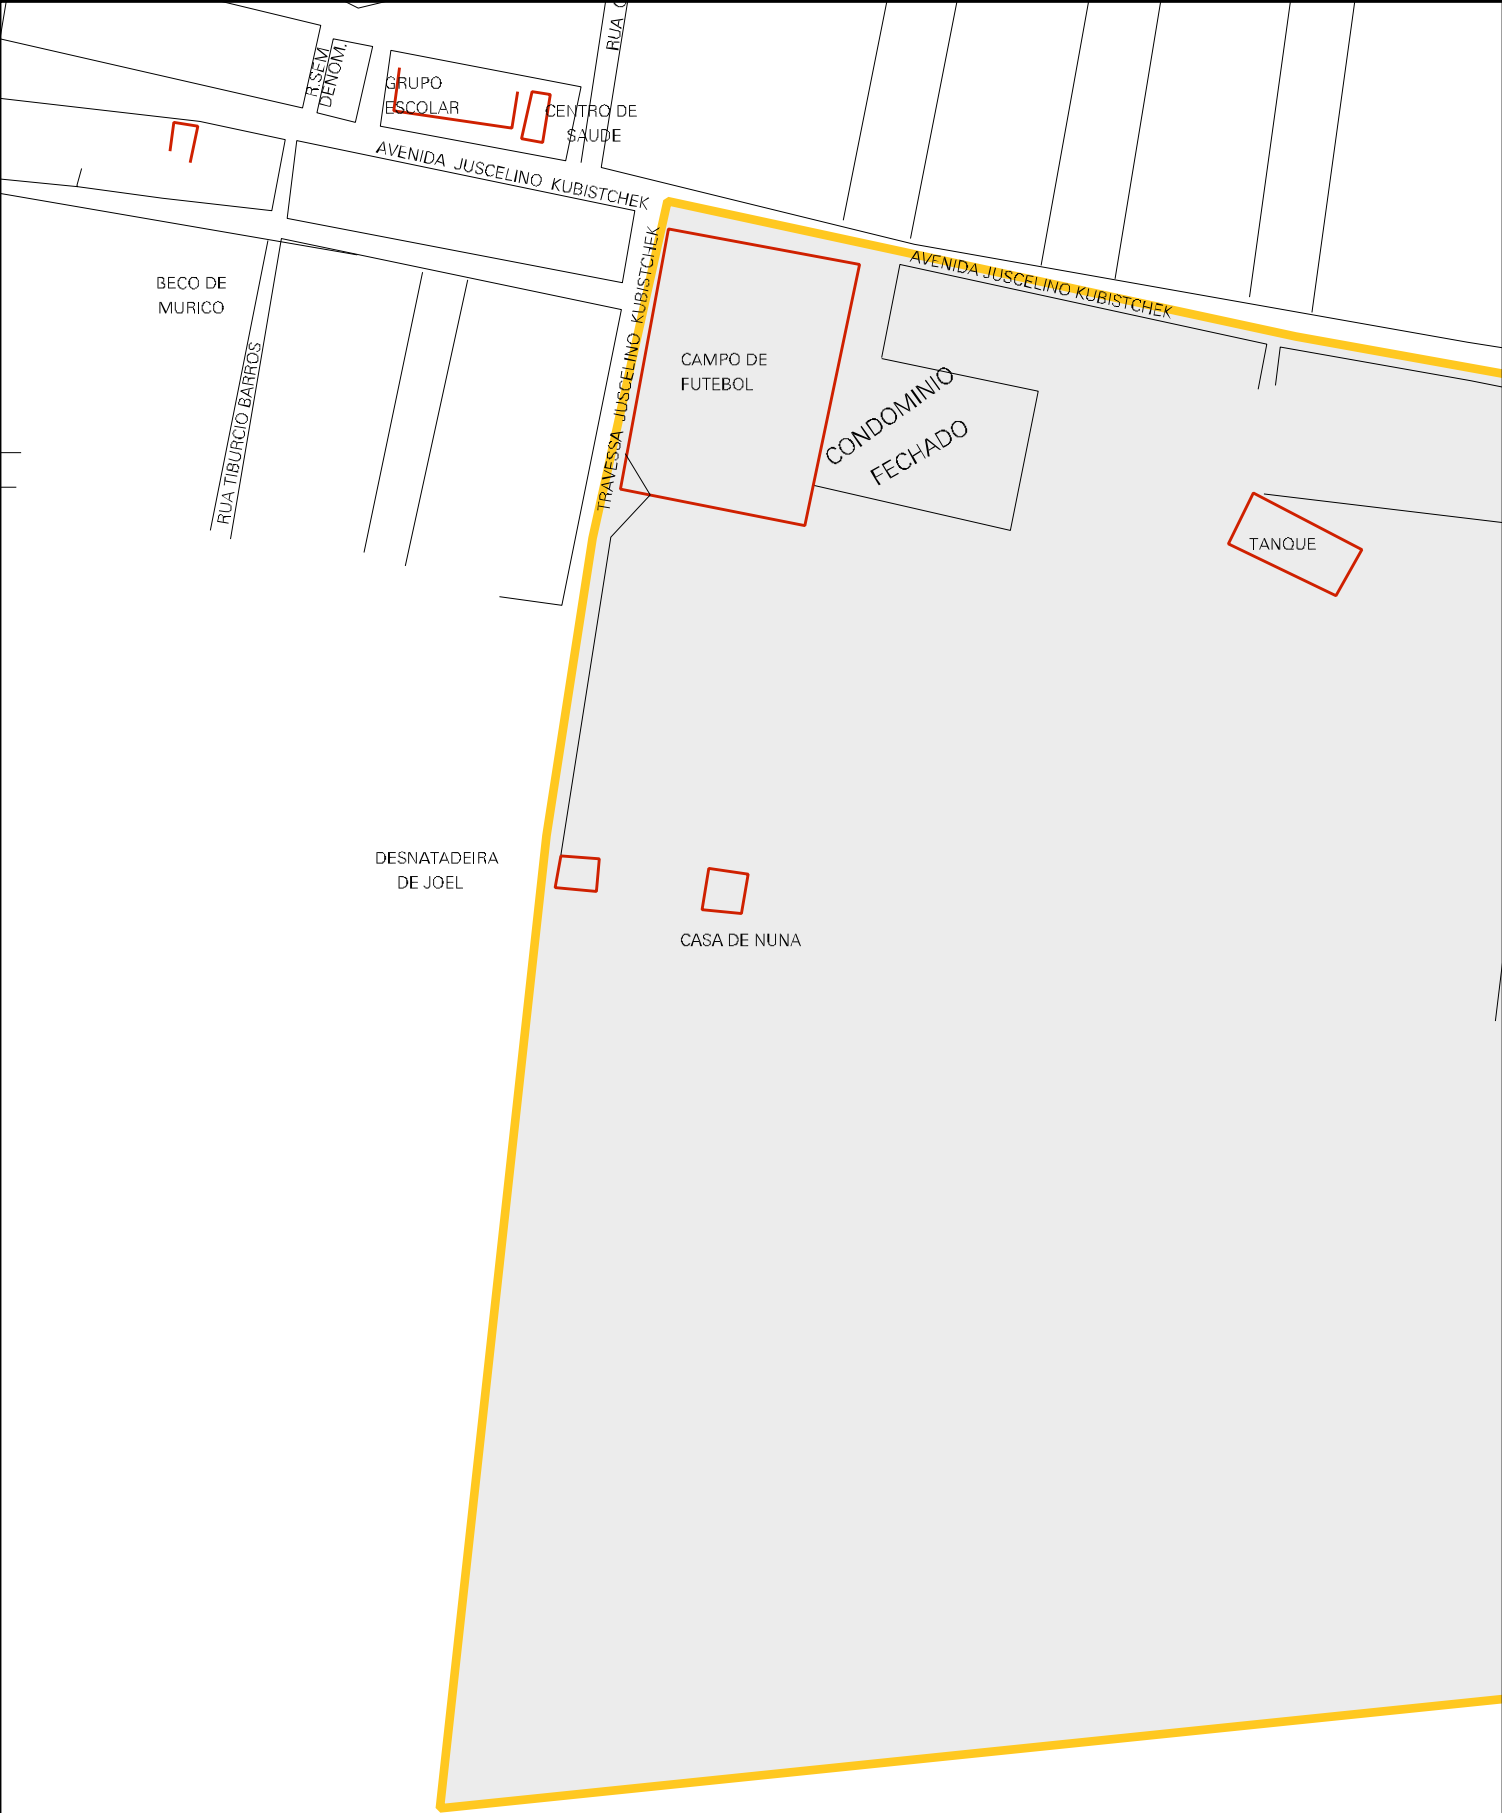 RUA
R.SEM
DENOM.
GRUPO
ESCOLAR
CENTRO DE
SAUDE
AVENIDA JUSCELINO KUBISTCHEK
AVENIDA JUSCELINO KUBISTCHEK
TRAVESSA JUSCELINO KUBISTCHEK
BECO DE
MURICO
RUA TIBURCIO BARROS
CAMPO DE
FUTEBOL
CONDOMINIO
FECHADO
TANQUE
DESNATADEIRA
DE JOEL
CASA DE NUNA